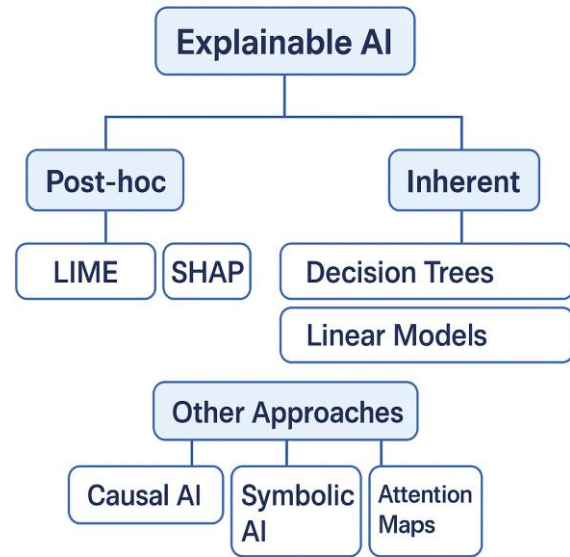 Explainable AI
Post-hoc
Inherent
LIME
SHAP
Decision Trees
Linear Models
Other Approaches
Causal AI
Symbolic
AI
Attention
Maps